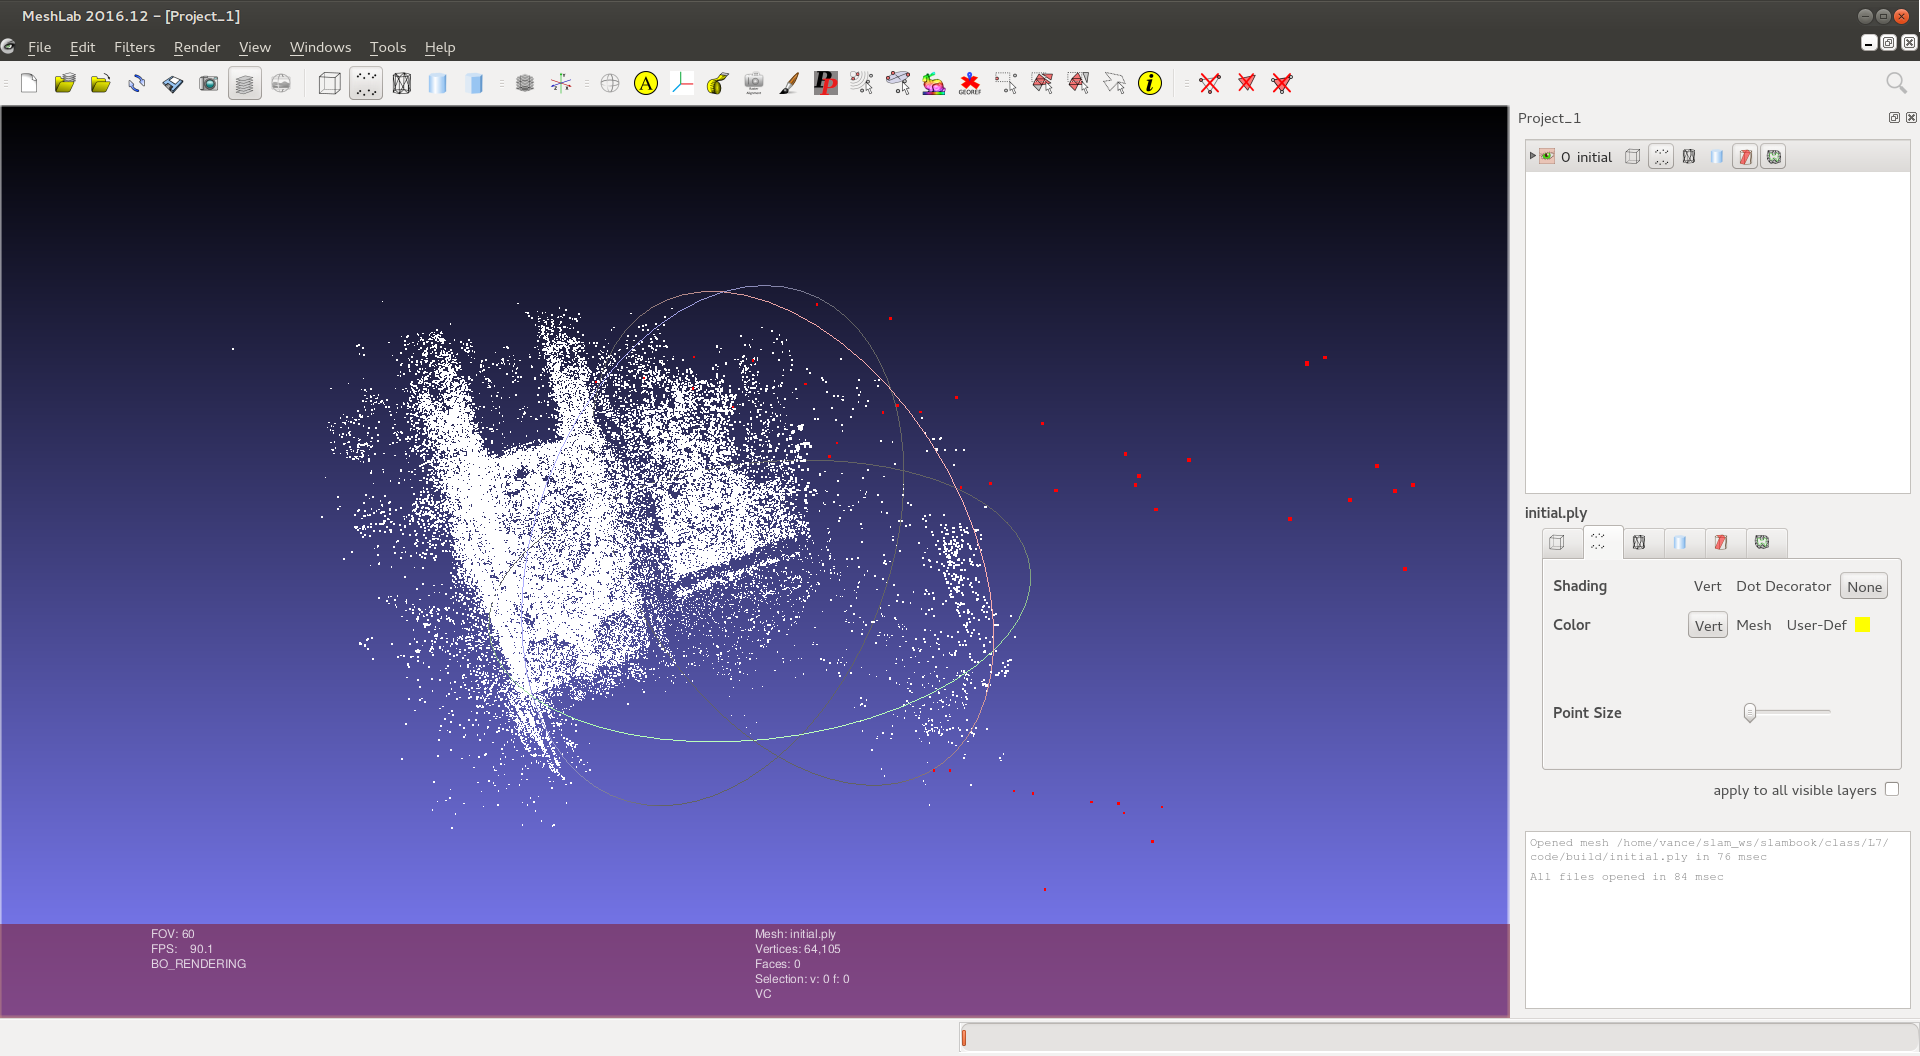 MeshLab 2016.12 - [Project_1]
File Edit Filters Render View Windows Tools Help
A
PP
GEOREF
i
Project_1
0 initial
initial.ply
Shading Vert Dot Decorator None
Color Vert Mesh User-Def
Point Size
apply to all visible layers
Opened mesh /home/vance/slam_ws/slambook/class/L7/
code/build/initial.ply in 76 msec
All files opened in 84 msec
FOV: 60
FPS: 90.1
BO_RENDERING
Mesh: initial.ply
Vertices: 64,105
Faces: 0
Selection: v: 0 f: 0
VC